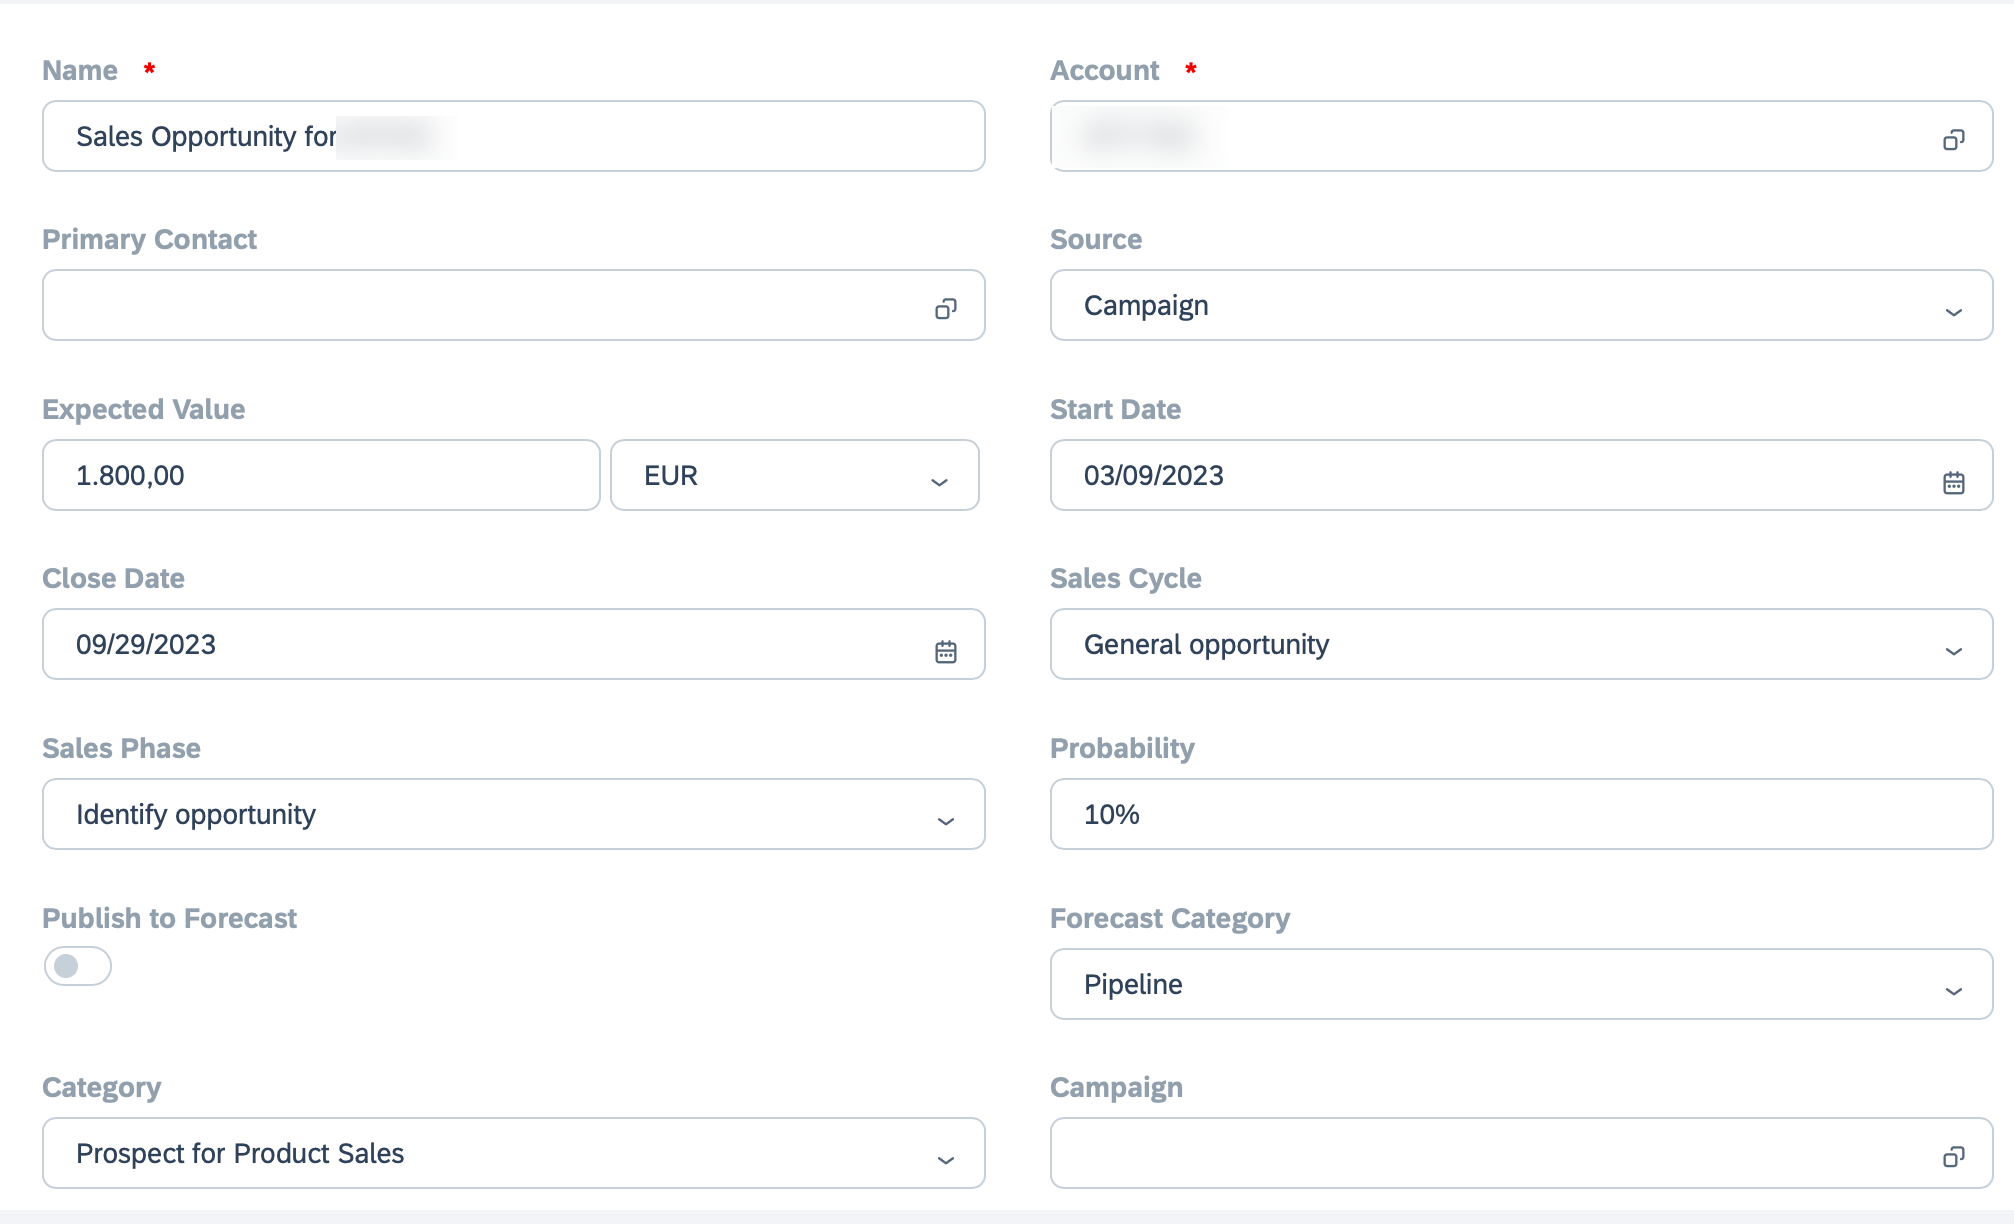 Name *
Account *
Sales Opportunity for
Primary Contact
Source
Campaign
Expected Value
Start Date
1.800,00
EUR
03/09/2023
Close Date
Sales Cycle
09/29/2023
General opportunity
Sales Phase
Probability
Identify opportunity
10%
Publish to Forecast
Forecast Category
Pipeline
Category
Campaign
Prospect for Product Sales